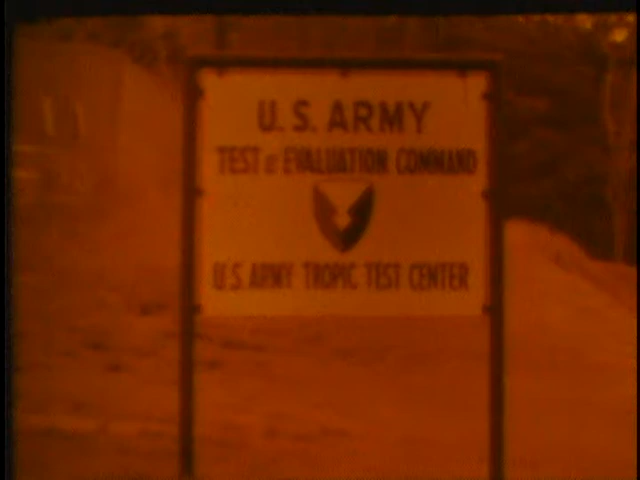 U.S. ARMY
TEST & EVALUATION COMMAND
U.S. ARMY TROPIC TEST CENTER